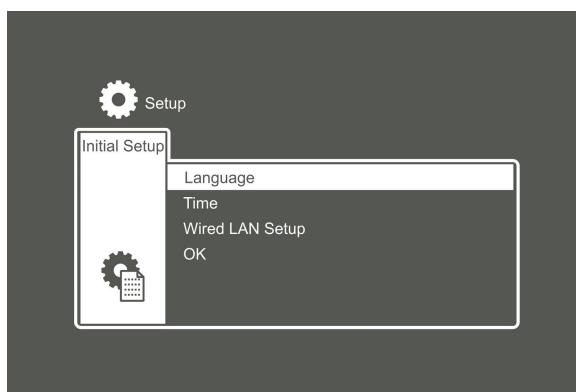 Setup
Initial Setup
Language
Time
Wired LAN Setup
OK